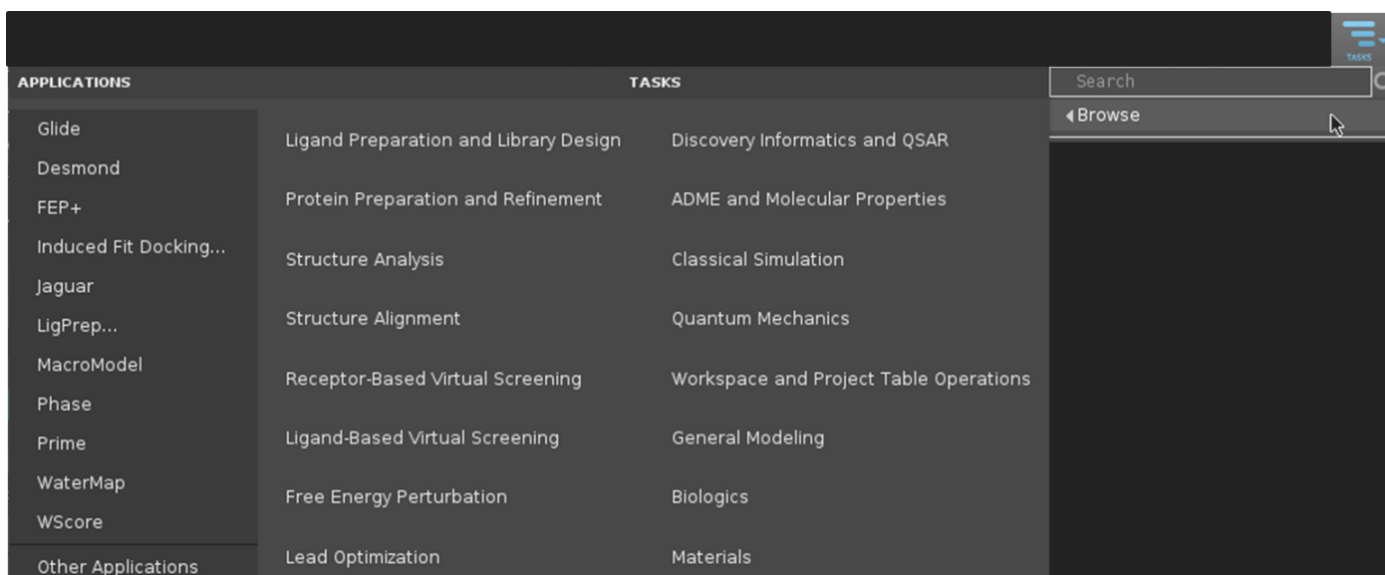 TASKS
APPLICATIONS
TASKS
Search
Browse
Glide
Desmond
FEP+
Induced Fit Docking...
Jaguar
LigPrep...
MacroModel
Phase
Prime
WaterMap
WScore
Other Applications
Ligand Preparation and Library Design
Protein Preparation and Refinement
Structure Analysis
Structure Alignment
Receptor-Based Virtual Screening
Ligand-Based Virtual Screening
Free Energy Perturbation
Lead Optimization
Discovery Informatics and QSAR
ADME and Molecular Properties
Classical Simulation
Quantum Mechanics
Workspace and Project Table Operations
General Modeling
Biologics
Materials